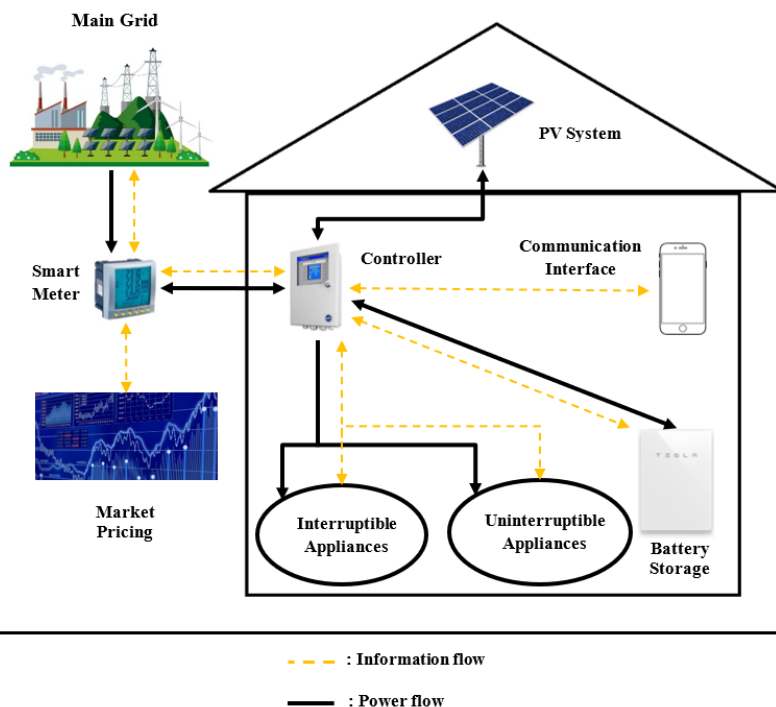 Main Grid
PV System
Smart
Meter
Controller
Communication
Interface
Market
Pricing
Interruptible
Appliances
Uninterruptible
Appliances
TESLA
Battery
Storage
: Information flow
: Power flow